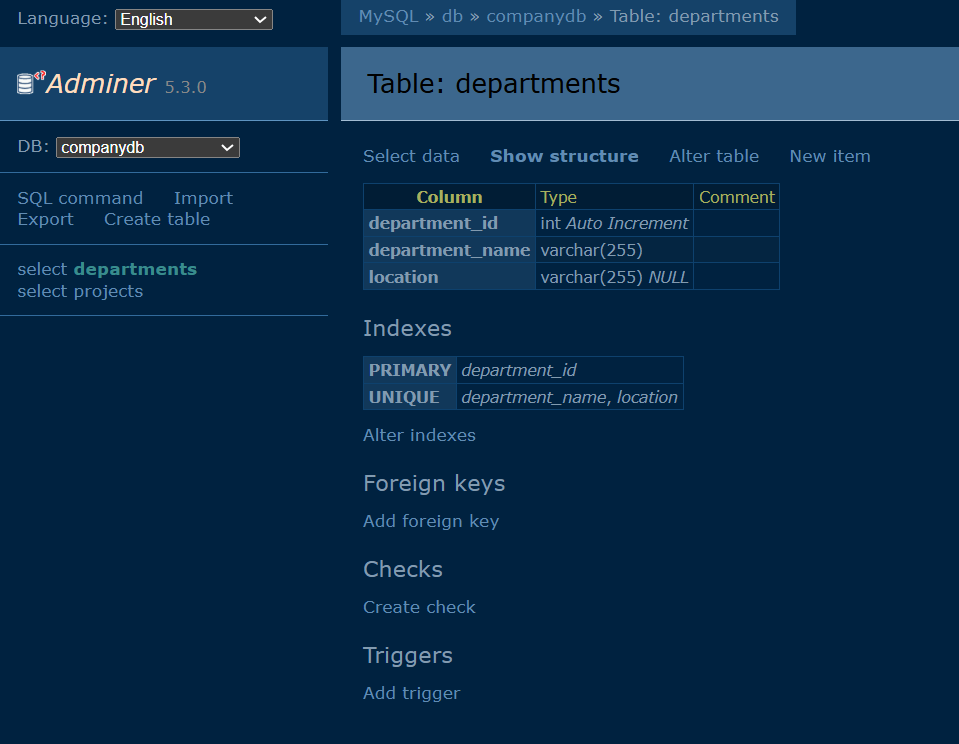 Language: English
MySQL » db » companydb » Table: departments
Adminer 5.3.0
Table: departments
DB: companydb
SQL command Import
Export Create table
select departments
select projects
Select data Show structure Alter table New item
Column Type Comment
department_id int Auto Increment
department_name varchar(255)
location varchar(255) NULL
Indexes
PRIMARY department_id
UNIQUE department_name, location
Alter indexes
Foreign keys
Add foreign key
Checks
Create check
Triggers
Add trigger